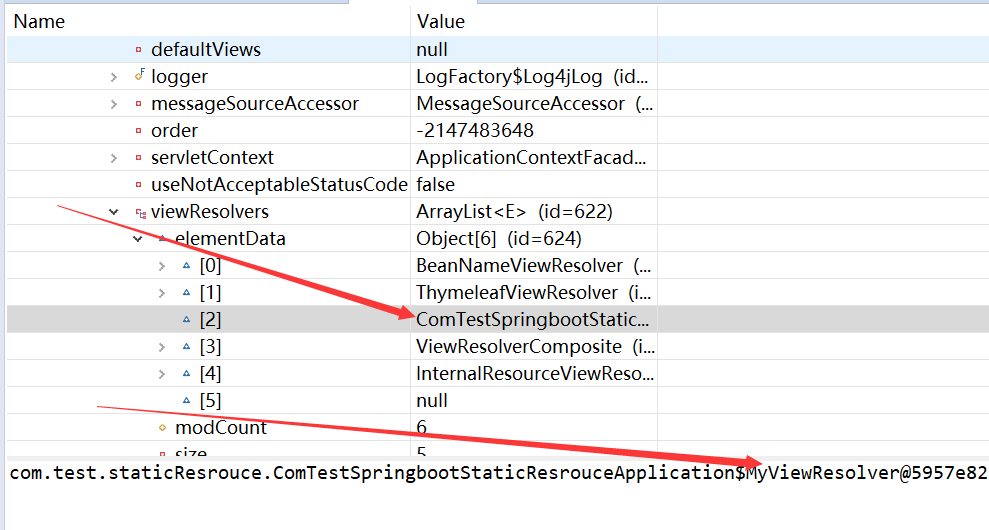 Name Value
defaultViews null
logger LogFactory$Log4jLog (id...
messageSourceAccessor MessageSourceAccessor (...
order -2147483648
servletContext ApplicationContextFacad...
useNotAcceptableStatusCode false
viewResolvers ArrayList<E> (id=622)
elementData Object[6] (id=624)
[0] BeanNameViewResolver (...
[1] ThymeleafViewResolver (i...
[2] ComTestSpringbootStatic...
[3] ViewResolverComposite (i...
[4] InternalResourceViewReso...
[5] null
modCount 6
size 5
com.test.staticResrouce.ComTestSpringbootStaticResrouceApplication$MyViewResolver@5957e82